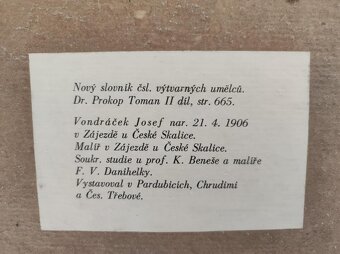 Nový slovník čsl. výtvarných umělců.
Dr. Prokop Toman II díl, str. 665.
Vondráček Josef nar. 21. 4. 1906
v Zájezdě u České Skalice.
Malíř v Zájezdě u České Skalice.
Soukr. studie u prof. K. Beneše a malíře
F. V. Danihelky.
Vystavoval v Pardubicích, Chrudimi
a Čes. Třebové.